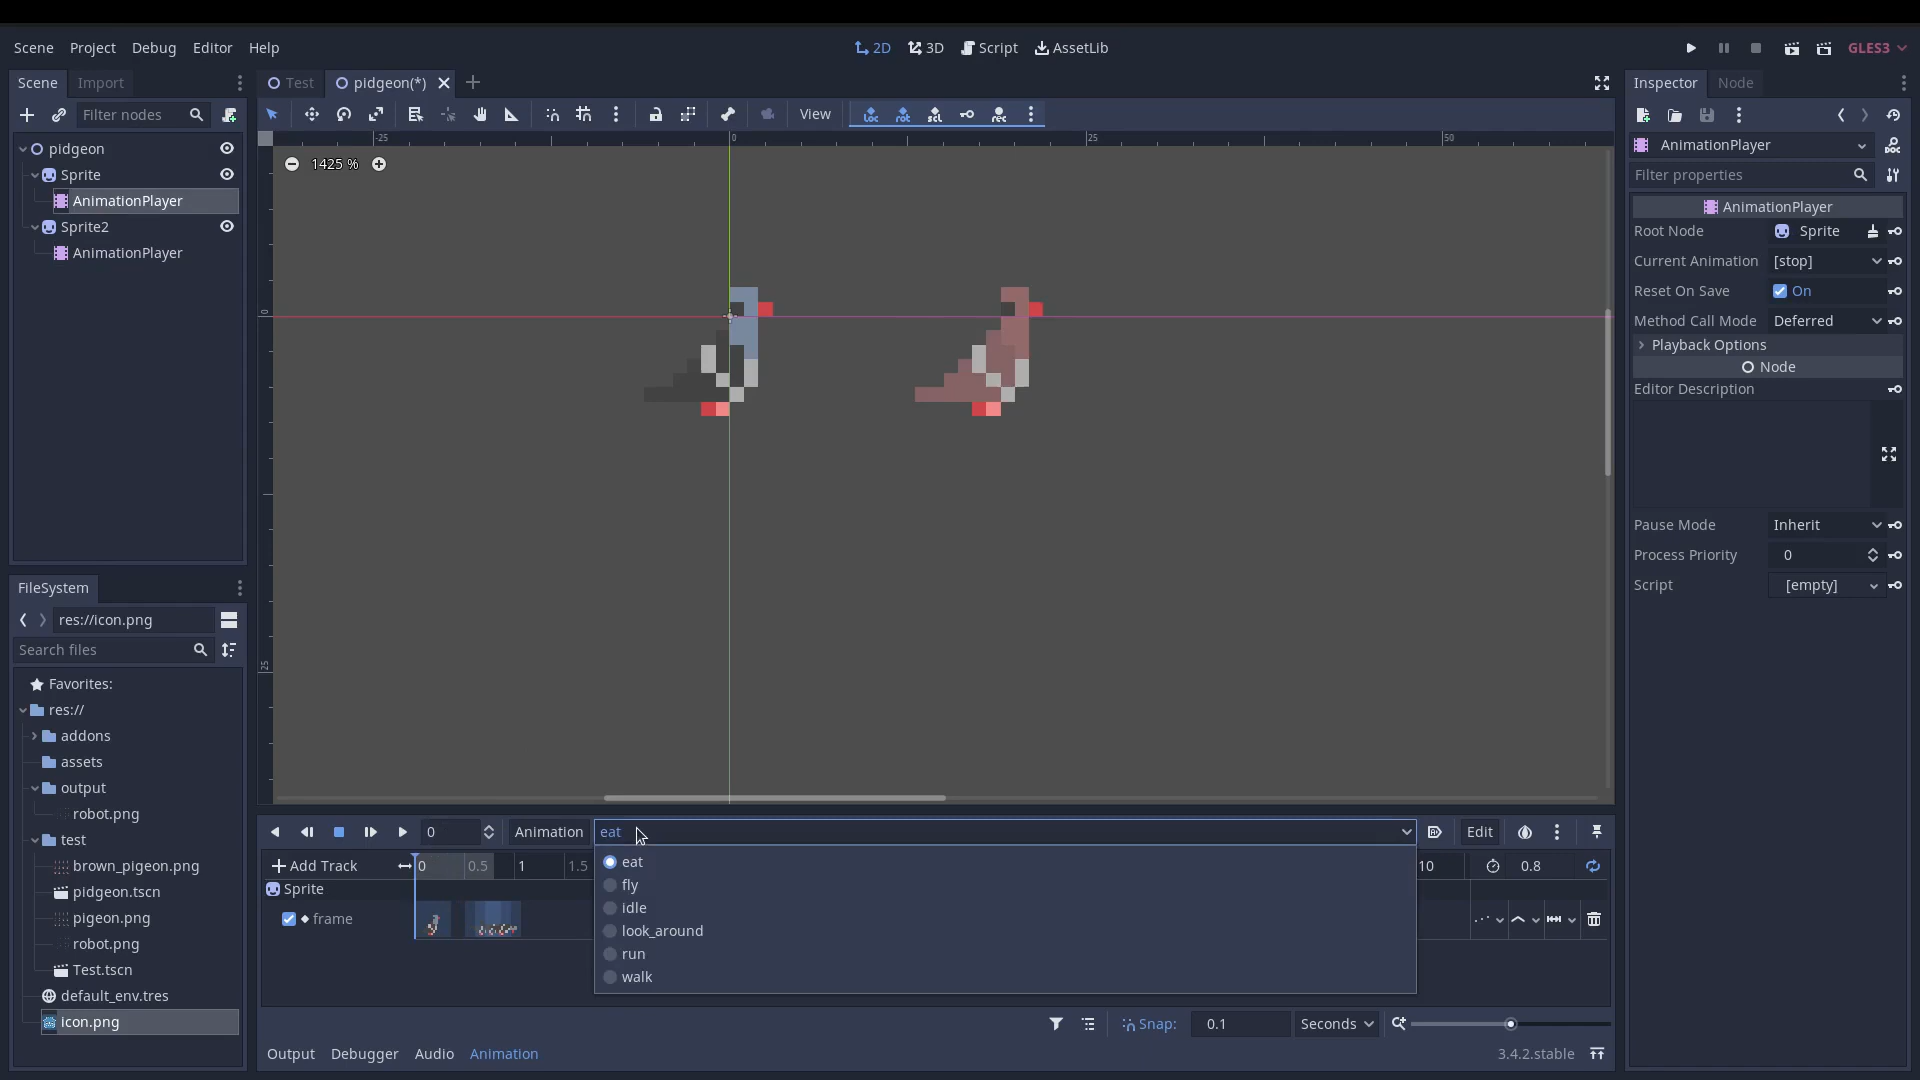 Scene Project Debug Editor Help
2D 3D Script AssetLib
GLES3
Scene Import
Test pidgeon(*)
Inspector Node
Filter nodes
View
pidgeon
Sprite
AnimationPlayer
Sprite2
AnimationPlayer
-25 0 25 50
1425 %
0
25
AnimationPlayer
Filter properties
AnimationPlayer
Root Node Sprite
Current Animation [stop]
Reset On Save On
Method Call Mode Deferred
Playback Options
Node
Editor Description
Pause Mode Inherit
Process Priority 0
Script [empty]
FileSystem
res://icon.png
Search files
Favorites:
res://
addons
assets
output
robot.png
test
brown_pigeon.png
pidgeon.tscn
pigeon.png
robot.png
Test.tscn
default_env.tres
icon.png
0 Animation eat Edit
Add Track 0 0.5 1 1.5 10 0.8
Sprite
frame
eat
fly
idle
look_around
run
walk
Snap: 0.1 Seconds
Output Debugger Audio Animation 3.4.2.stable